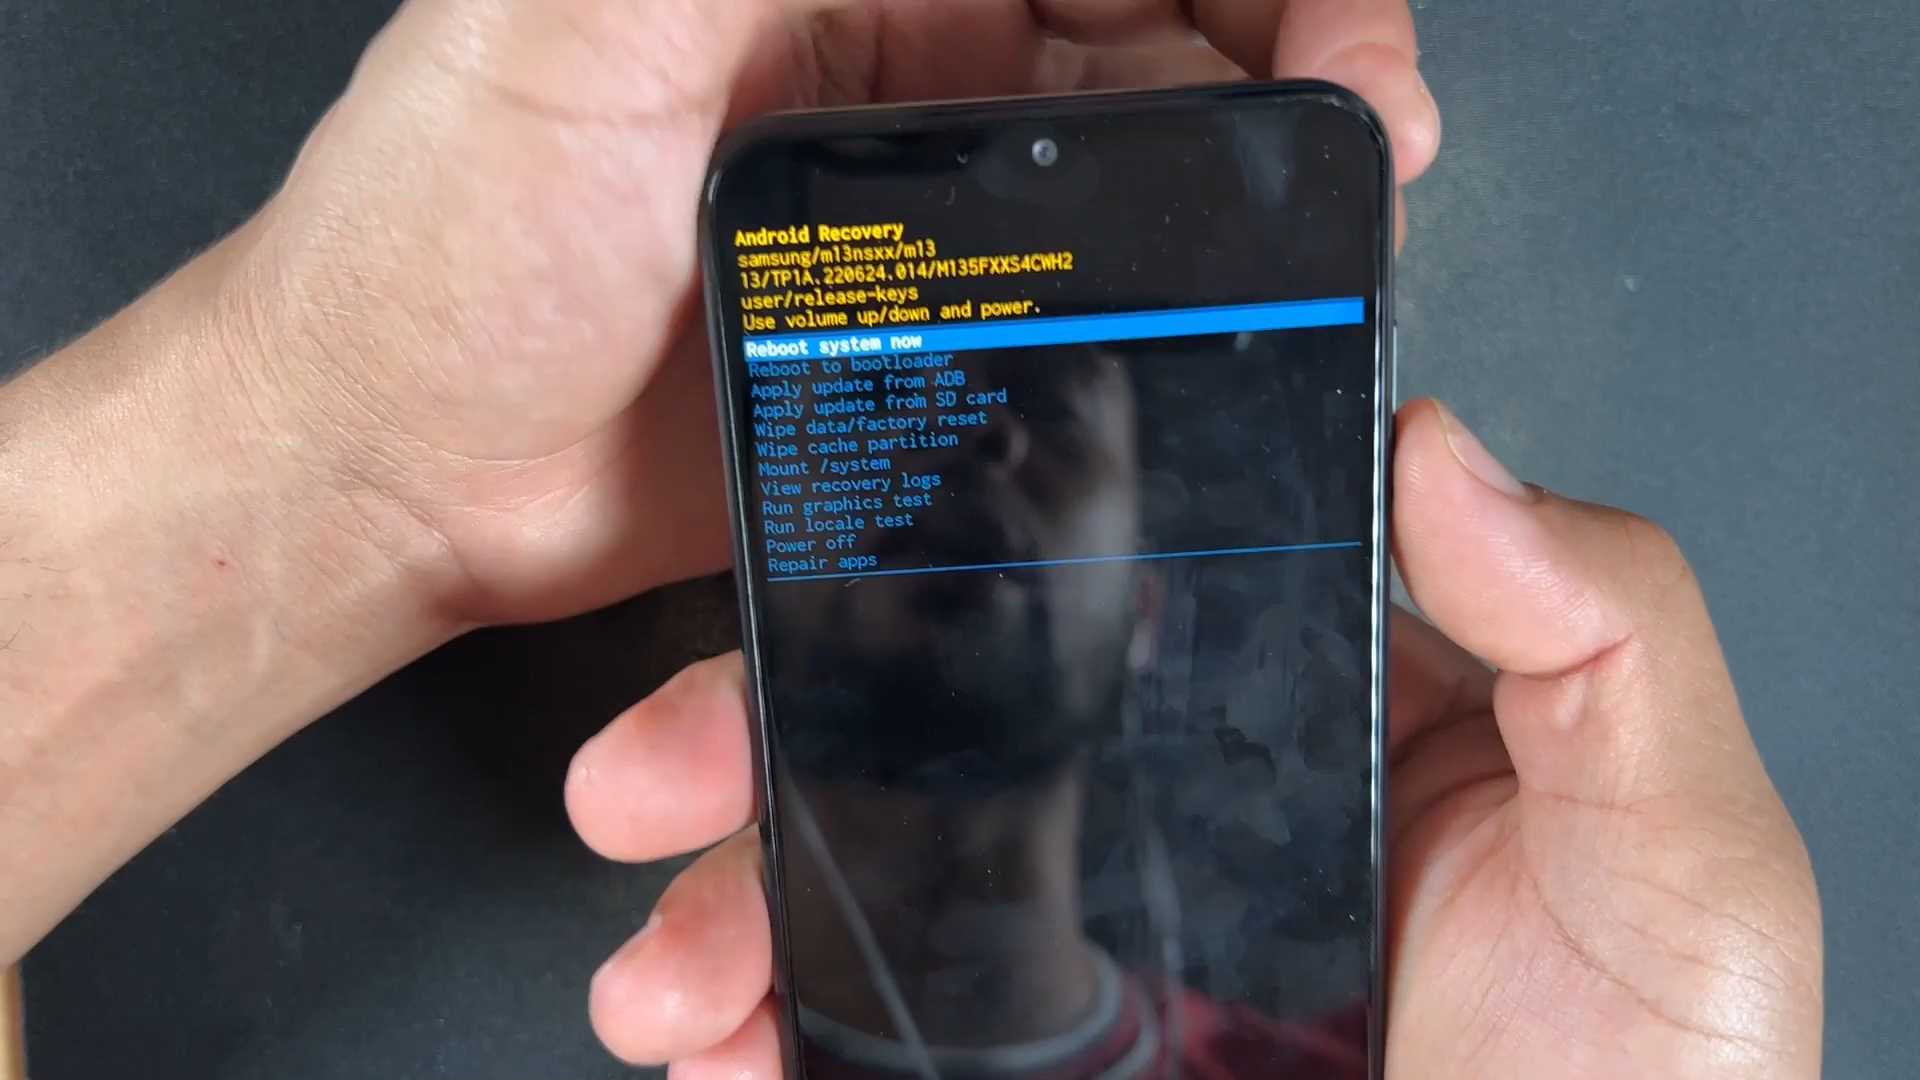 Android Recovery
samsung/m13nsxx/m13
13/TP1A.220624.014/M135FXXS4CWH2
user/release-keys
Use volume up/down and power.
Reboot system now
Reboot to bootloader
Apply update from ADB
Apply update from SD card
Wipe data/factory reset
Wipe cache partition
Mount /system
View recovery logs
Run graphics test
Run locale test
Power off
Repair apps